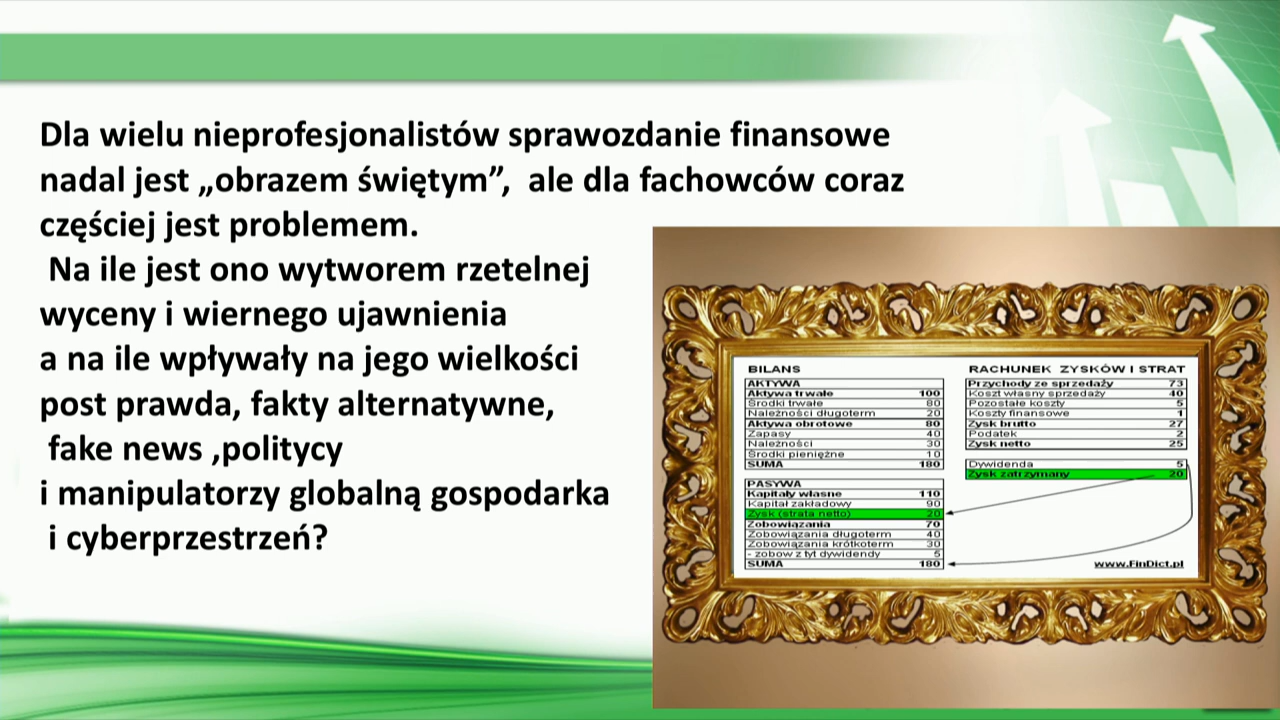 Dla wielu nieprofesjonalistów sprawozdanie finansowe
nadal jest „obrazem świętym”, ale dla fachowców coraz
częściej jest problemem.
Na ile jest ono wytworem rzetelnej
wyceny i wiernego ujawnienia
a na ile wpływały na jego wielkości
post prawda, fakty alternatywne,
fake news ,politycy
i manipulatorzy globalną gospodarka
i cyberprzestrzeń?
BILANS
AKTYWA
Aktywa trwałe 100
Środki trwałe 80
Należności długoterm 20
Aktywa obrotowe 80
Zapasy 40
Należności 30
Środki pieniężne 10
SUMA 180
PASYWA
Kapitały własne 110
Kapitał zakładowy 90
Zysk (strata netto) 20
Zobowiązania 70
Zobowiązania długoterm 40
Zobowiązania krótkoterm 30
- zobow z tyt dywidendy 5
SUMA 180
RACHUNEK ZYSKÓW I STRAT
Przychody ze sprzedaży 73
Koszt własny sprzedaży 40
Pozostałe koszty 5
Koszty finansowe 1
Zysk brutto 27
Podatek 2
Zysk netto 25
Dywidenda 5
Zysk zatrzymany 20
www.FinDict.pl